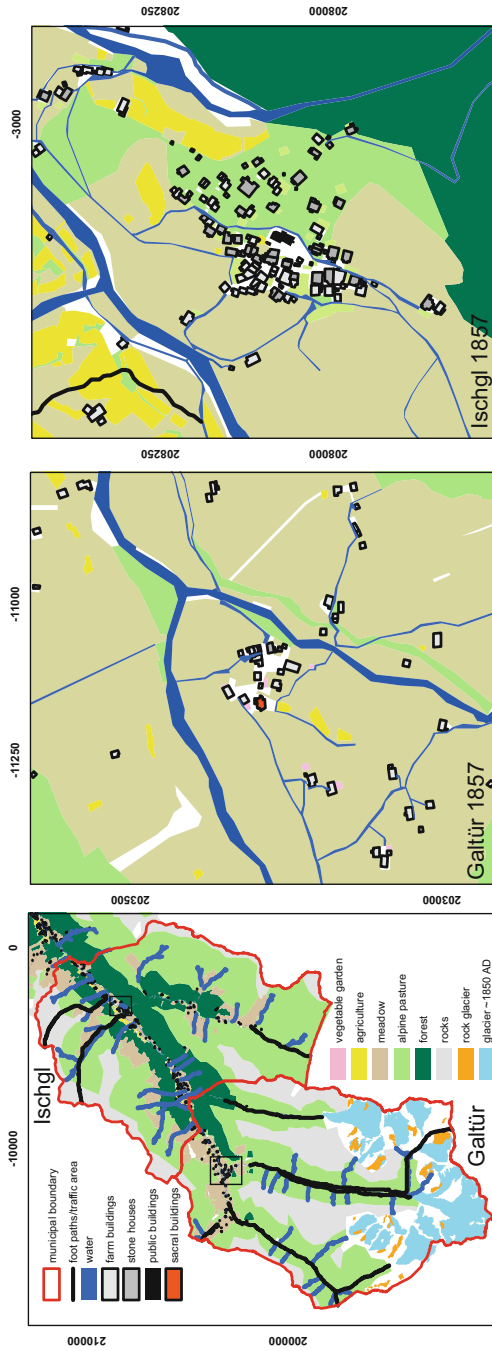 -10000
0
210000
200000
Ischgl
Galtür
municipal boundary
foot paths/traffic area
water
farm buildings
stone houses
public buildings
sacral buildings
vegetable garden
agriculture
meadow
alpine pasture
forest
rocks
rock glacier
glacier ~1850 AD
-11250
-11000
203500
203000
Galtür 1857
-3000
208250
208000
208250
208000
Ischgl 1857